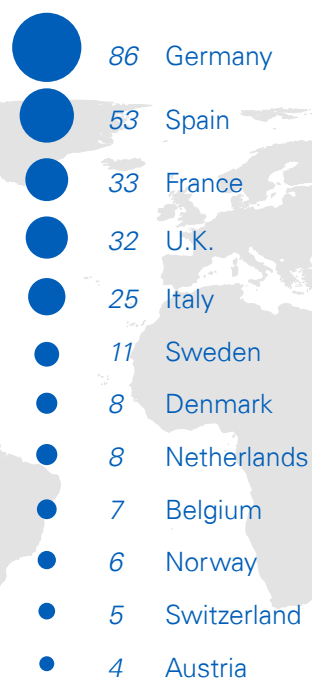 86 Germany
53 Spain
33 France
32 U.K.
25 Italy
11 Sweden
8 Denmark
8 Netherlands
7 Belgium
6 Norway
5 Switzerland
4 Austria